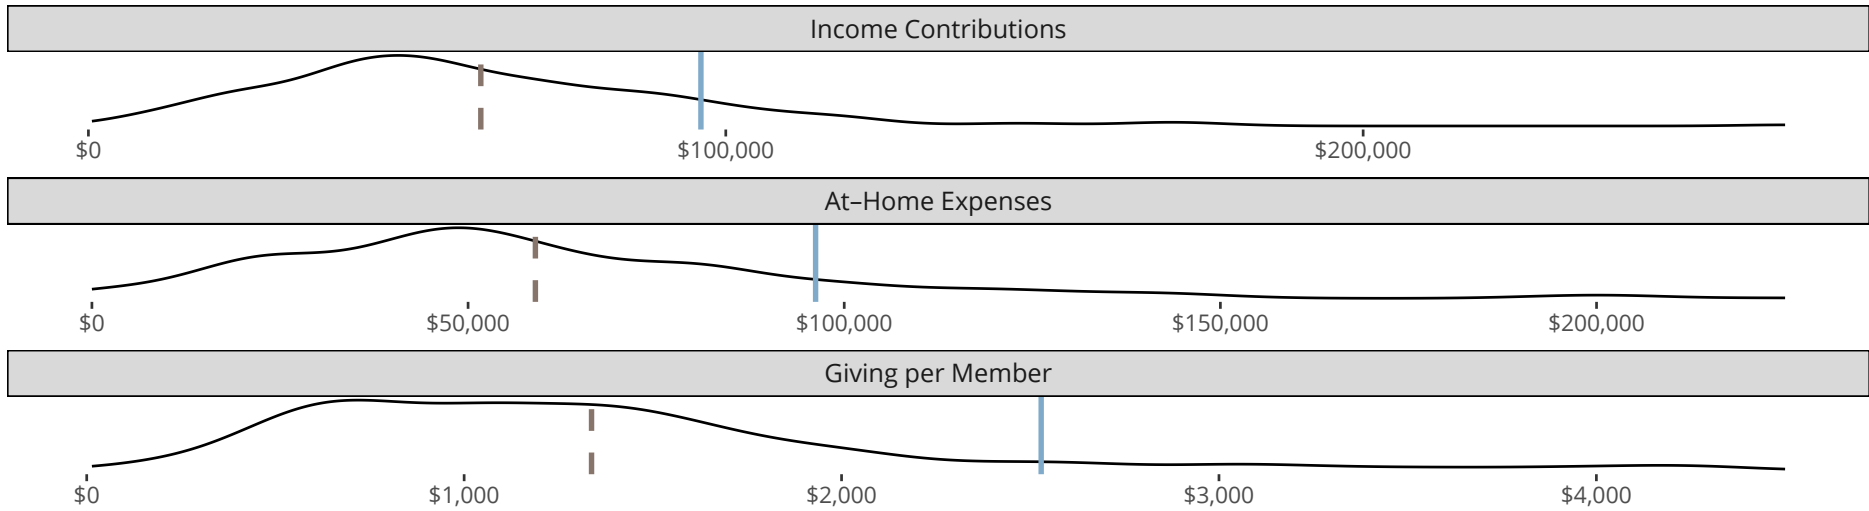 Income Contributions
$0 $100,000 $200,000
At–Home Expenses
$0 $50,000 $100,000 $150,000 $200,000
Giving per Member
$0 $1,000 $2,000 $3,000 $4,000